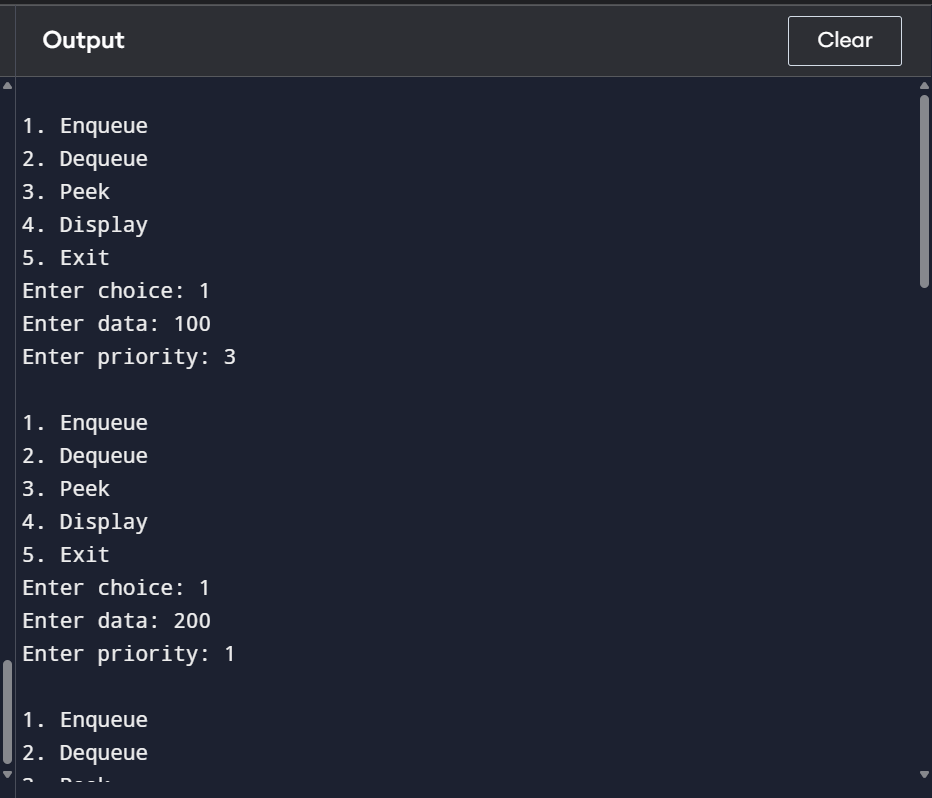 Output
Clear
1. Enqueue
2. Dequeue
3. Peek
4. Display
5. Exit
Enter choice: 1
Enter data: 100
Enter priority: 3
1. Enqueue
2. Dequeue
3. Peek
4. Display
5. Exit
Enter choice: 1
Enter data: 200
Enter priority: 1
1. Enqueue
2. Dequeue